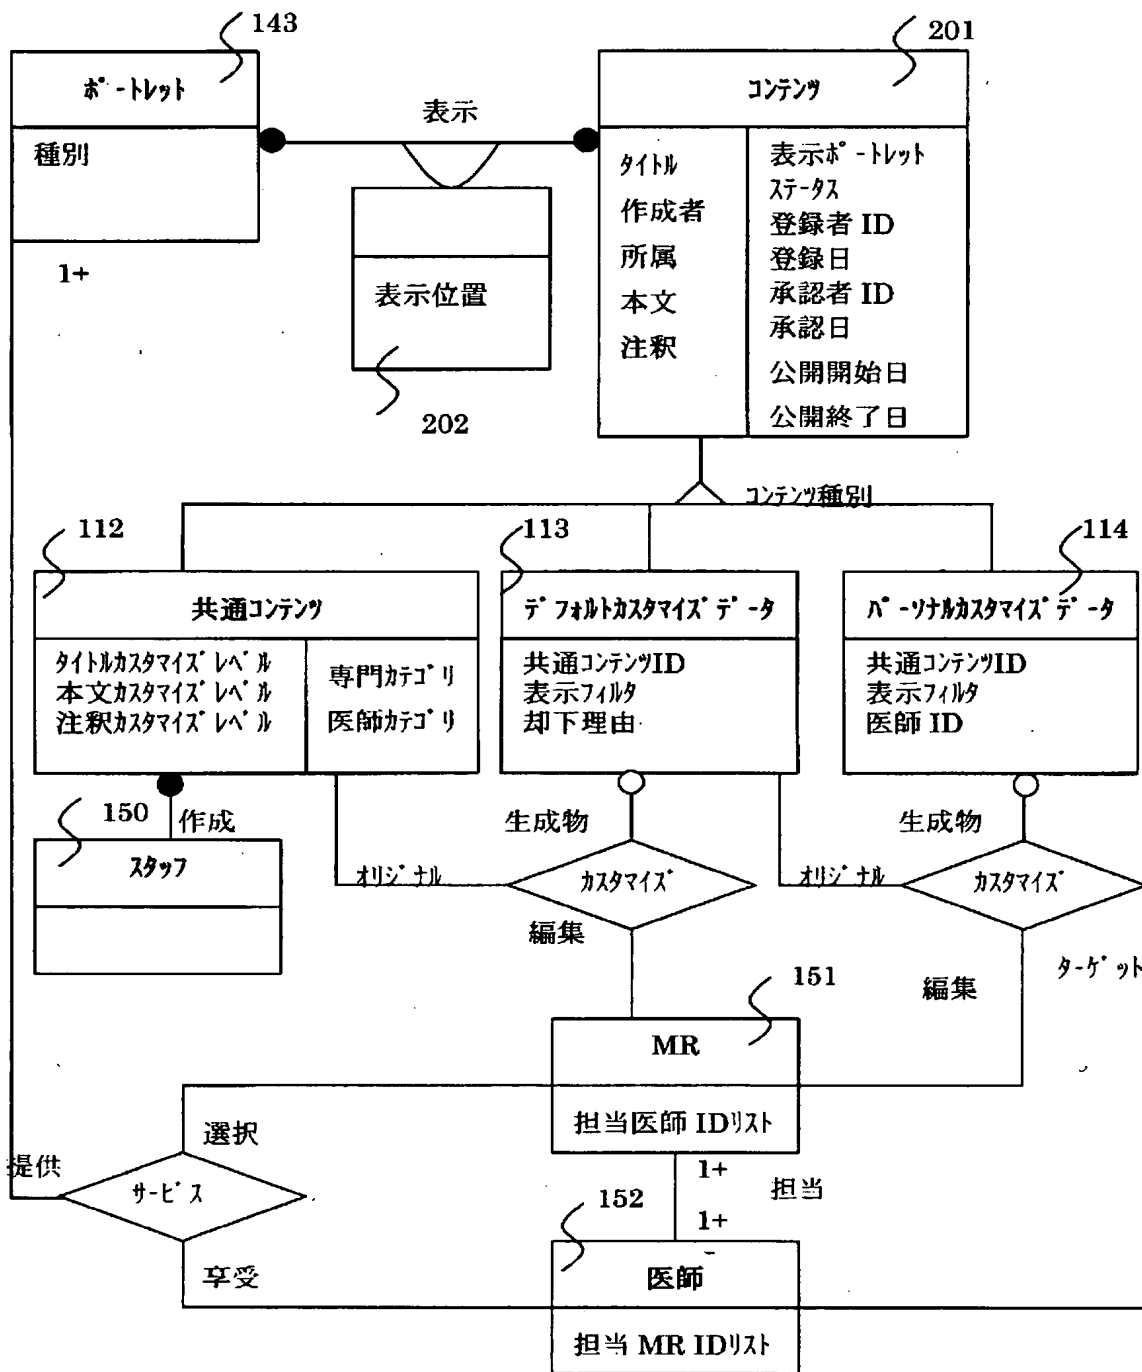 143
ポートレット
種別
1+
表示
表示位置
202
201
コンテンツ
タイトル
作成者
所属
本文
注釈
表示ポートレット
ステータス
登録者 ID
登録日
承認者 ID
承認日
公開開始日
公開終了日
コンテンツ種別
112
共通コンテンツ
タイトルカスタマイズレベル
本文カスタマイズレベル
注釈カスタマイズレベル
専門カテゴリ
医師カテゴリ
113
デフォルトカスタマイズデータ
共通コンテンツID
表示フィルタ
却下理由
114
パーソナルカスタマイズデータ
共通コンテンツID
表示フィルタ
医師 ID
150
作成
スタッフ
オリジナル
生成物
カスタマイズ
編集
オリジナル
生成物
カスタマイズ
編集
ターゲット
151
MR
担当医師 IDリスト
選択
提供
サービス
享受
1+
担当
1+
152
医師
担当 MR IDリスト